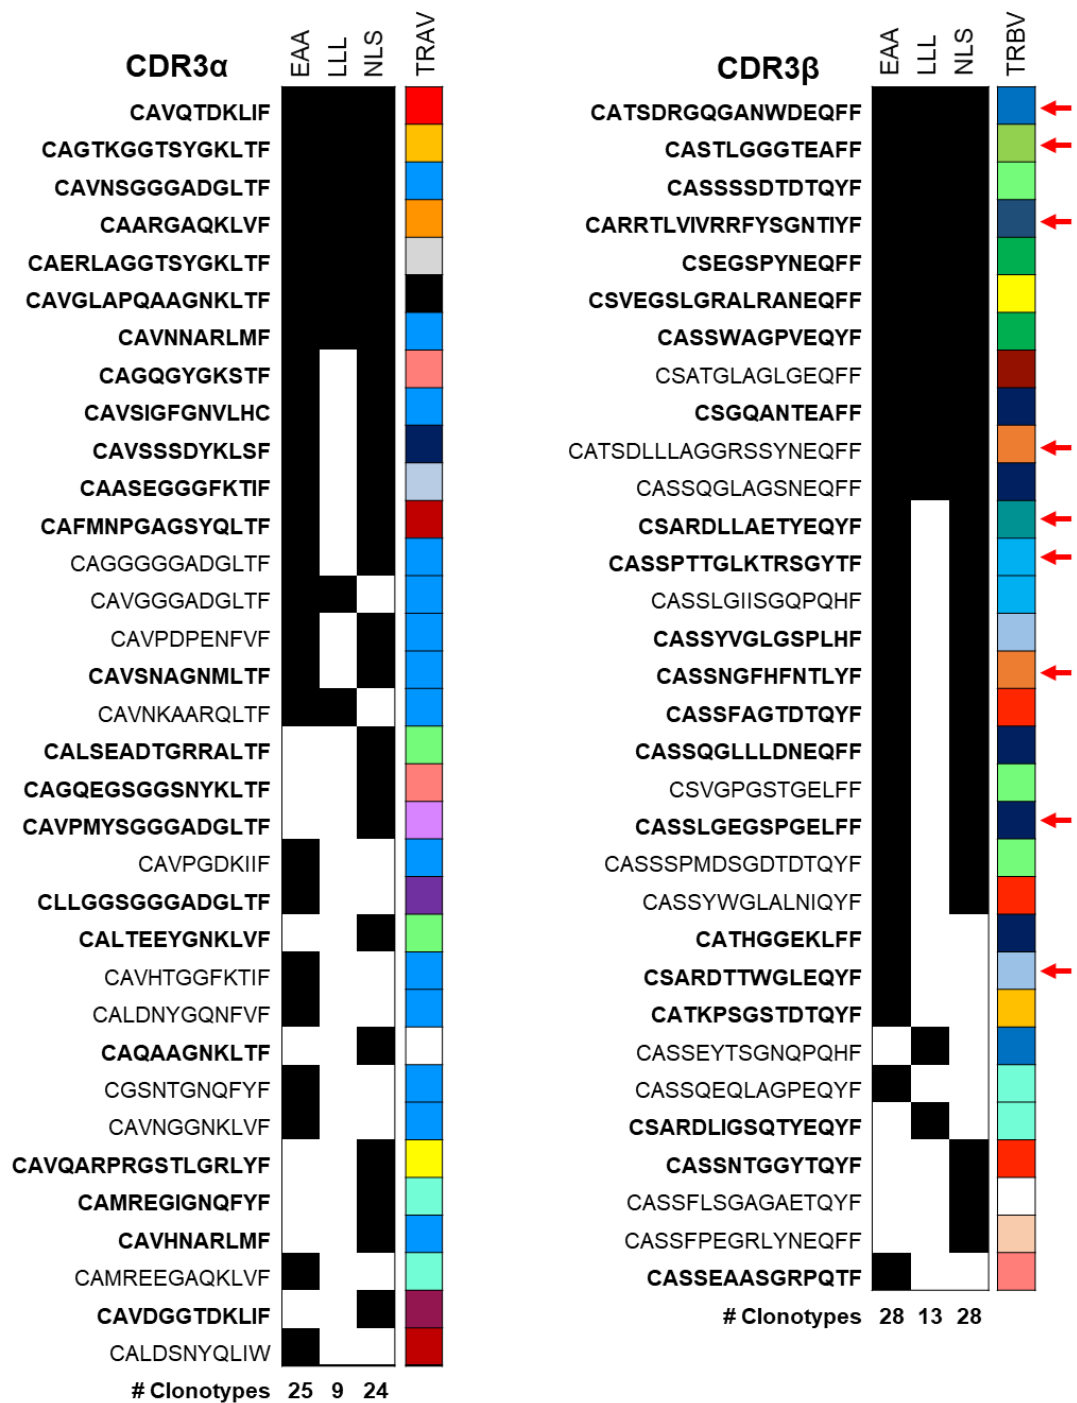 CDR3α EAA LLL NLS TRAV
CAVQTDKLIF
CAGTKGGTSYGKLTF
CAVNSGGGADGLTF
CAARGAQKLVF
CAERLAGGTSYGKLTF
CAVGLAPQAAGNKLTF
CAVNNARLMF
CAGQGYGKSTF
CAVSIGFGNVLHC
CAVSSSDYKLSF
CAASEGGGFKTIF
CAFMNPGAGSYQLTF
CAGGGGGADGLTF
CAVGGGADGLTF
CAVPDPENFVF
CAVSNAGNMLTF
CAVNKAARQLTF
CALSEADTGRRALTF
CAGQEGSGGSNYKLTF
CAVPMYSGGGADGLTF
CAVPGDKIIF
CLLGGSGGGADGLTF
CALTEEYGNKLVF
CAVHTGGFKTIF
CALDNYGQNFVF
CAQAAGNKLTF
CGSNTGNQFYF
CAVNGGNKLVF
CAVQARPRGSTLGRLYF
CAMREGIGNQFYF
CAVHNARLMF
CAMREEGAQKLVF
CAVDGGTDKLIF
CALDSNYQLIW
# Clonotypes 25 9 24
CDR3β EAA LLL NLS TRBV
CATSDRGQGANWDEQFF
CASTLGGGTEAFF
CASSSSDTDTQYF
CARRTLVIVRRFYSGNTIYF
CSEGSPYNEQFF
CSVEGSLGRALRANEQFF
CASSWAGPVEQYF
CSATGLAGLGEQFF
CSGQANTEAFF
CATSDLLLAGGRSSYNEQFF
CASSQGLAGSNEQFF
CSARDLLAETYEQYF
CASSPTTGLKTRSGYTF
CASSLGIISGQPQHF
CASSYVGLGSPLHF
CASSNGFHFNTLYF
CASSFAGTDTQYF
CASSQGLLLDNEQFF
CSVGPGSTGELFF
CASSLGEGSPGELFF
CASSSPMDSGDTDTQYF
CASSYWGLALNIQYF
CATHGGEKLFF
CSARDTTWGLEQYF
CATKPSGSTDTQYF
CASSEYTSGNQPQHF
CASSQEQLAGPEQYF
CSARDLIGSQTYEQYF
CASSNTGGYTQYF
CASSFLSGAGAETQYF
CASSFPEGRLYNEQFF
CASSEAASGRPQTF
# Clonotypes 28 13 28